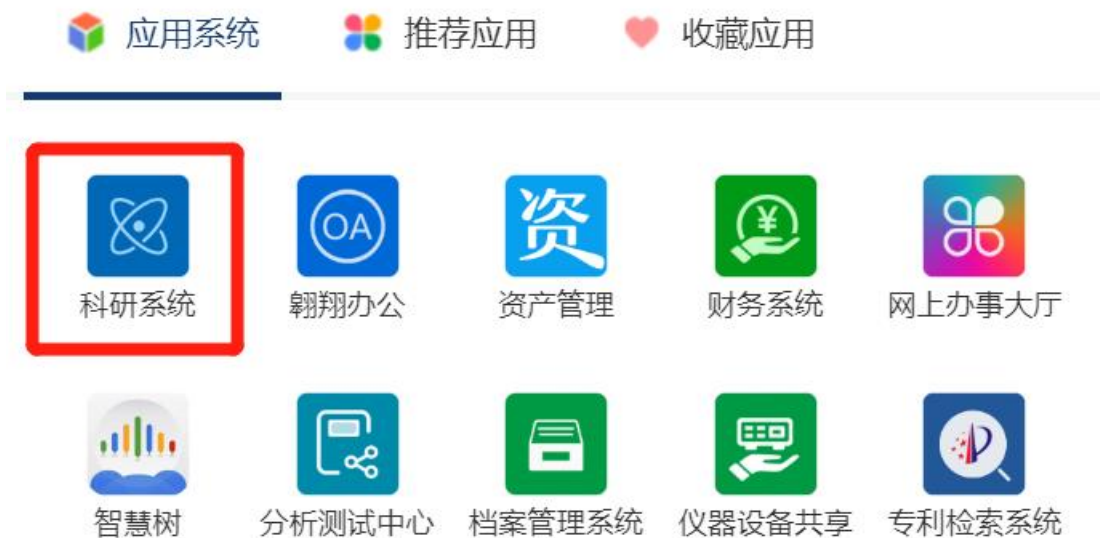 应用系统 推荐应用 收藏应用
OA 资 ¥
科研系统 翱翔办公 资产管理 财务系统 网上办事大厅
P
智慧树 分析测试中心 档案管理系统 仪器设备共享 专利检索系统